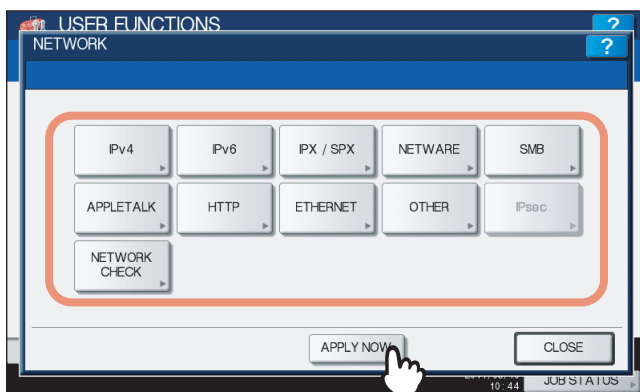 USER FUNCTIONS ?
NETWORK ?
IPv4 IPv6 IPX / SPX NETWARE SMB
APPLETALK HTTP ETHERNET OTHER IPsec
NETWORK
CHECK
APPLY NOW CLOSE
10:44 JOB STATUS